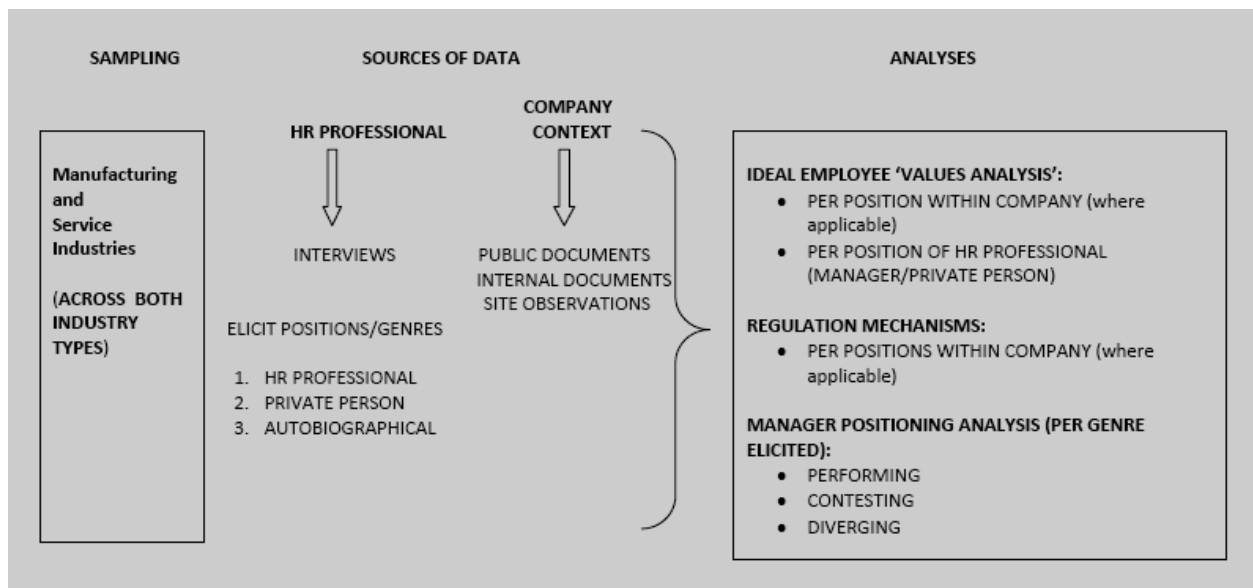 SAMPLING
SOURCES OF DATA
ANALYSES
Manufacturing
and
Service
Industries
(ACROSS BOTH
INDUSTRY
TYPES)
HR PROFESSIONAL
INTERVIEWS
ELICIT POSITIONS/GENRES
1. HR PROFESSIONAL
2. PRIVATE PERSON
3. AUTOBIOGRAPHICAL
COMPANY
CONTEXT
PUBLIC DOCUMENTS
INTERNAL DOCUMENTS
SITE OBSERVATIONS
IDEAL EMPLOYEE ‘VALUES ANALYSIS’:
● PER POSITION WITHIN COMPANY (where
applicable)
● PER POSITION OF HR PROFESSIONAL
(MANAGER/PRIVATE PERSON)
REGULATION MECHANISMS:
● PER POSITIONS WITHIN COMPANY (where
applicable)
MANAGER POSITIONING ANALYSIS (PER GENRE
ELICITED):
● PERFORMING
● CONTESTING
● DIVERGING